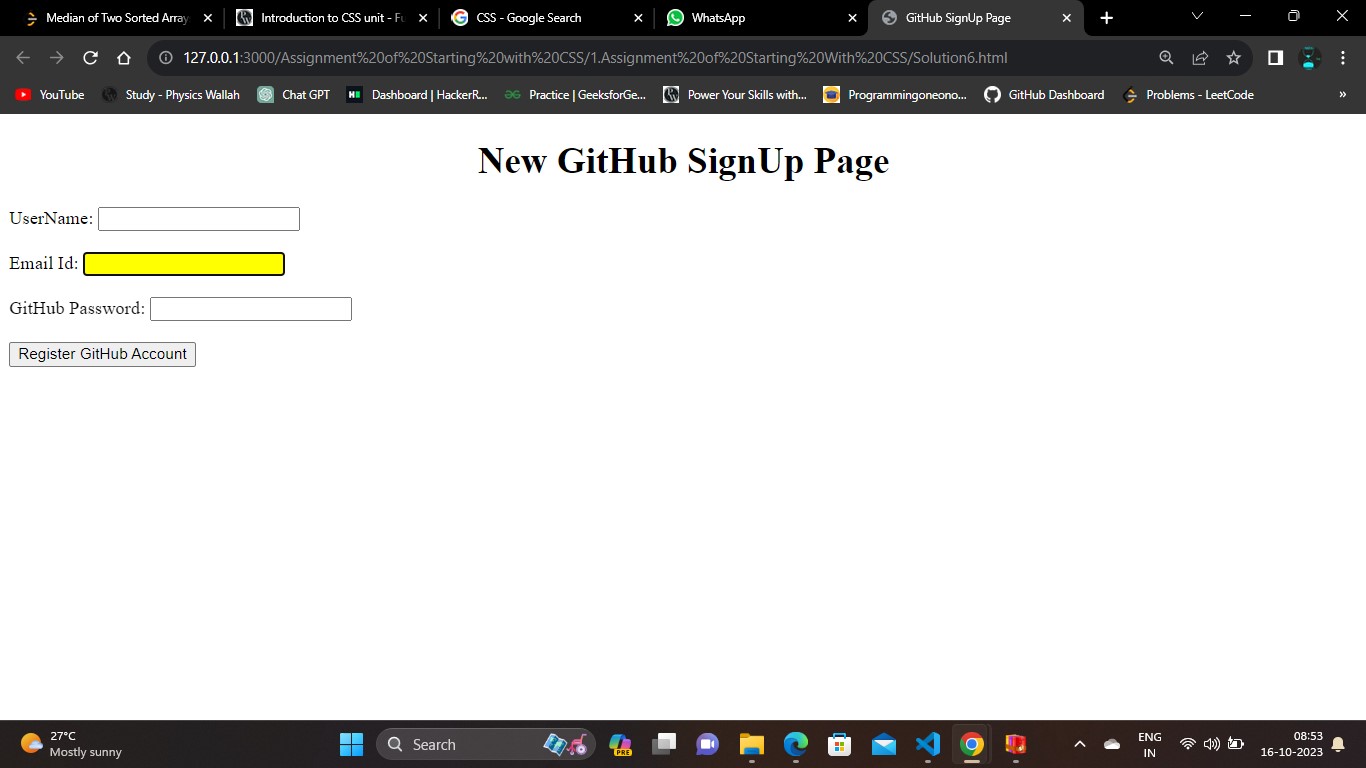 Median of Two Sorted Array
Introduction to CSS unit - Fu
CSS - Google Search
WhatsApp
GitHub SignUp Page
127.0.0.1:3000/Assignment%20of%20Starting%20with%20CSS/1.Assignment%20of%20Starting%20With%20CSS/Solution6.html
YouTube
Study - Physics Wallah
Chat GPT
Dashboard | HackerR...
Practice | GeeksforGe...
Power Your Skills with...
Programmingoneono...
GitHub Dashboard
Problems - LeetCode
»
New GitHub SignUp Page
UserName:
Email Id:
GitHub Password:
Register GitHub Account
27°C
Mostly sunny
Search
PRE
ENG
IN
08:53
16-10-2023